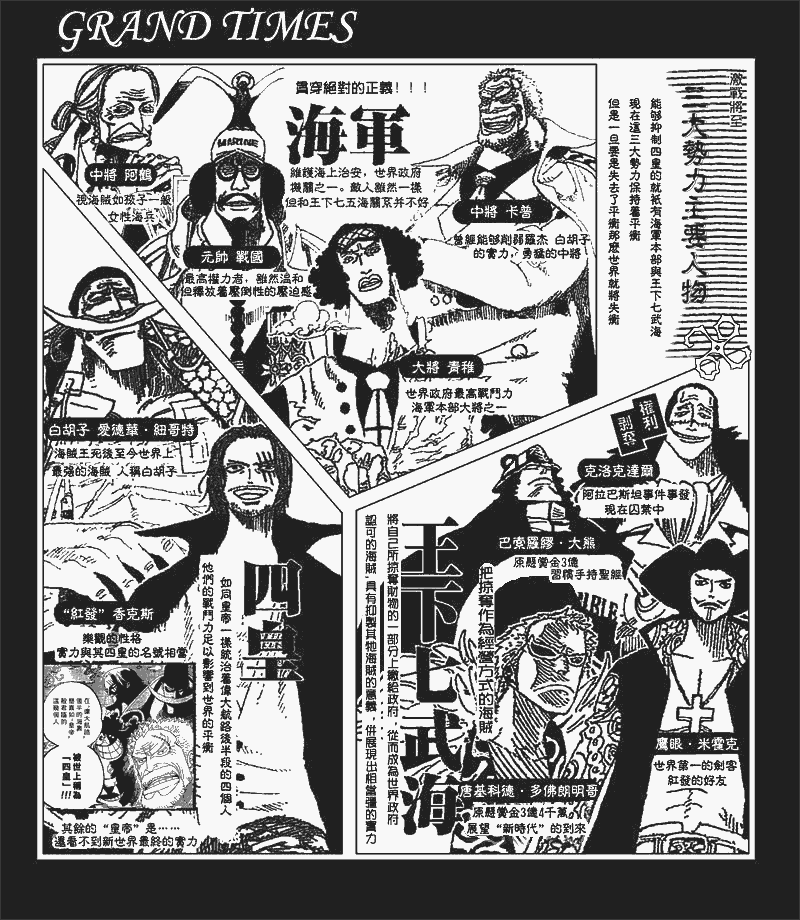 GRAND TIMES
激戰將至
三大勢力主要人物
能够抑制四皇的就衹有海軍本部與王下七武海
現在這三大勢力保持着平衡
但是一旦要是失去了平衡那麼世界就將失衡
貫穿絕對的正義！！！
海軍
維護海上治安，世界政府
機關之一。敵人雖然一樣
但和王下七五海關系并不好
中將 阿鶴
視海賊如孩子一般
女性海兵
MARINE
元帥 戰國
最高權力者，雖然温和
但釋放着壓倒性的壓迫感
中將 卡普
曾經能够削弱羅杰 白胡子
的實力，勇猛的中將
大將 青稚
世界政府最高戰鬥力
海軍本部大將之一
白胡子 愛德華·紐哥特
海賊王死後至今世界上
最强的海賊 人稱白胡子
四皇
如同皇帝一樣統治着偉大航路後半段的四個人
他們的戰鬥力足以影響到世界的平衡
“紅發”香克斯
樂觀的性格
實力與其四皇的名號相當
被世上稱為
「四皇」!!!
其餘的“皇帝”是……
還看不到新世界最終的實力
王下七武海
把掠奪作為經營方式的海賊
將自己所掠奪財物的一部分上繳給政府，從而成為世界政府
認可的海賊，具有抑製其牠海賊的意義，併展現出相當强的實力
權利
剥奪
克洛克達爾
阿拉巴斯坦事件事發
現在囚禁中
巴索羅繆·大熊
原懸賞金3億
習慣手持聖經
BIBLE
唐基科德·多佛朗明哥
原懸賞金3億4千萬
展望“新時代”的到來
鷹眼·米霍克
世界第一的劍客
紅發的好友